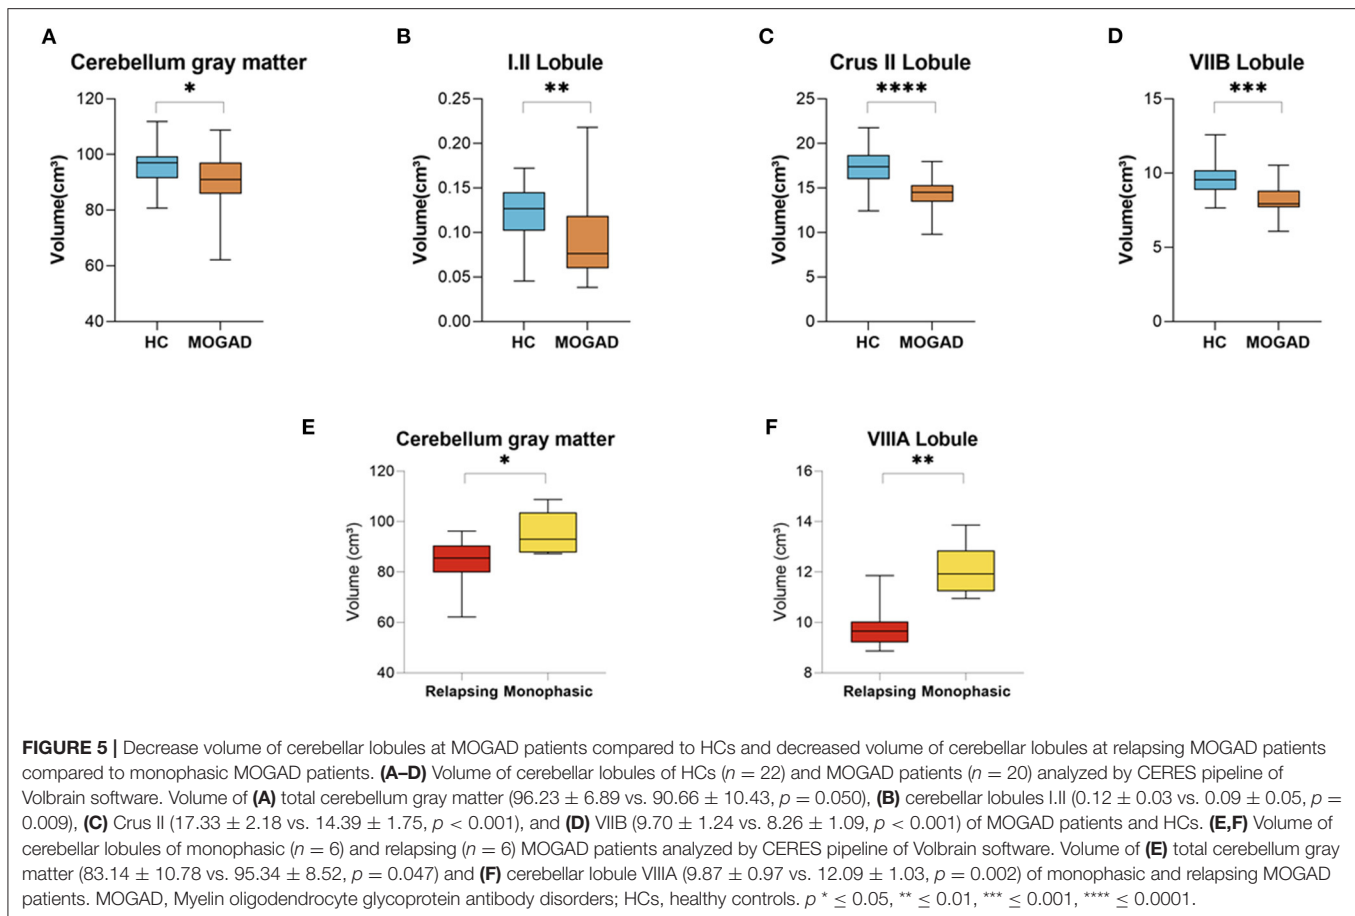 A
Cerebellum gray matter
*
Volume(cm³)
120
100
80
60
40
HC MOGAD
B
I.II Lobule
**
Volume(cm³)
0.25
0.20
0.15
0.10
0.05
0.00
HC MOGAD
C
Crus II Lobule
****
Volume(cm³)
25
20
15
10
5
0
HC MOGAD
D
VIIB Lobule
***
Volume(cm³)
15
10
5
0
HC MOGAD
E
Cerebellum gray matter
*
Volume (cm³)
120
100
80
60
40
Relapsing Monophasic
F
VIIIA Lobule
**
Volume (cm³)
16
14
12
10
8
Relapsing Monophasic
FIGURE 5 | Decrease volume of cerebellar lobules at MOGAD patients compared to HCs and decreased volume of cerebellar lobules at relapsing MOGAD patients
compared to monophasic MOGAD patients. (A–D) Volume of cerebellar lobules of HCs (n = 22) and MOGAD patients (n = 20) analyzed by CERES pipeline of
Volbrain software. Volume of (A) total cerebellum gray matter (96.23 ± 6.89 vs. 90.66 ± 10.43, p = 0.050), (B) cerebellar lobules I.II (0.12 ± 0.03 vs. 0.09 ± 0.05, p =
0.009), (C) Crus II (17.33 ± 2.18 vs. 14.39 ± 1.75, p < 0.001), and (D) VIIB (9.70 ± 1.24 vs. 8.26 ± 1.09, p < 0.001) of MOGAD patients and HCs. (E,F) Volume of
cerebellar lobules of monophasic (n = 6) and relapsing (n = 6) MOGAD patients analyzed by CERES pipeline of Volbrain software. Volume of (E) total cerebellum gray
matter (83.14 ± 10.78 vs. 95.34 ± 8.52, p = 0.047) and (F) cerebellar lobule VIIIA (9.87 ± 0.97 vs. 12.09 ± 1.03, p = 0.002) of monophasic and relapsing MOGAD
patients. MOGAD, Myelin oligodendrocyte glycoprotein antibody disorders; HCs, healthy controls. p * ≤ 0.05, ** ≤ 0.01, *** ≤ 0.001, **** ≤ 0.0001.